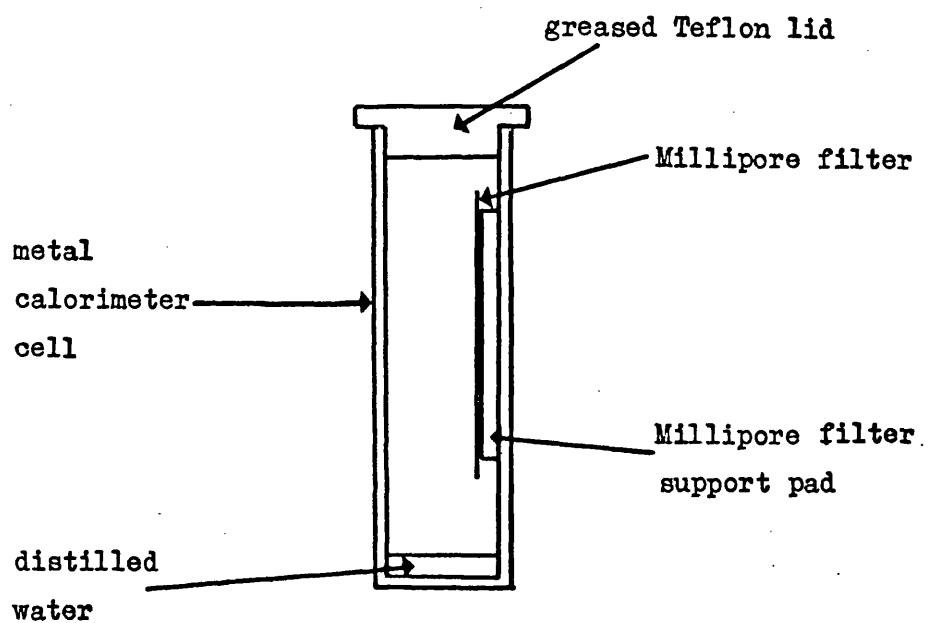 greased Teflon lid
Millipore filter
metal
calorimeter
cell
Millipore filter
support pad
distilled
water